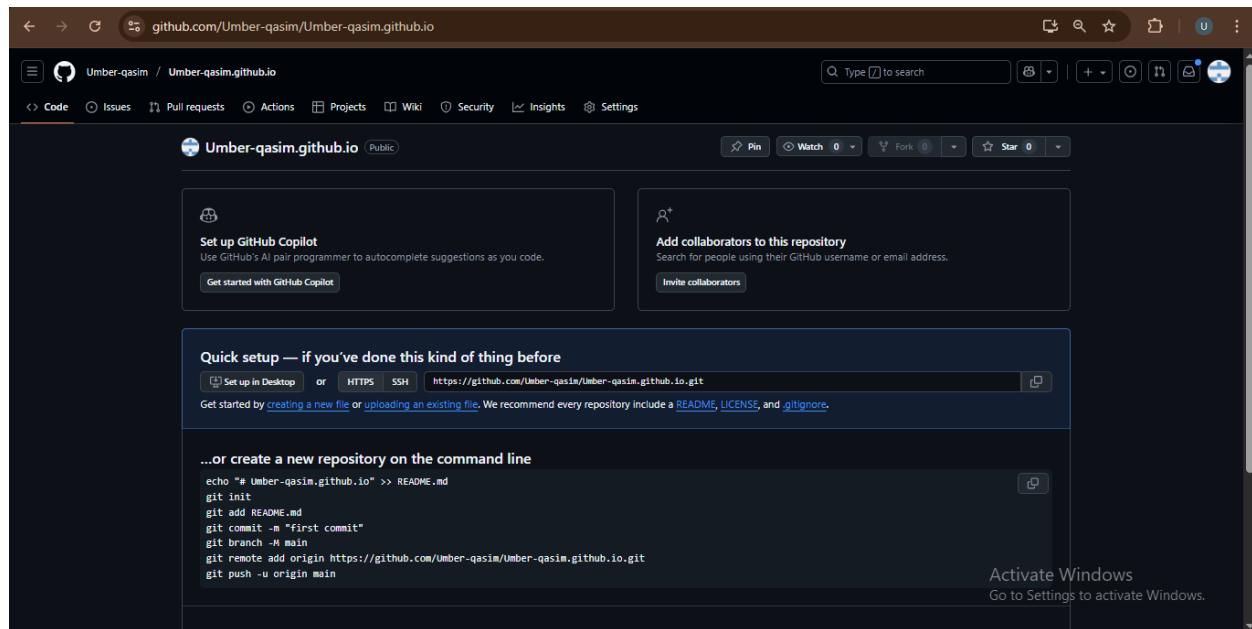 github.com/Umber-qasim/Umber-qasim.github.io
U
Umber-qasim / Umber-qasim.github.io
Type / to search
Code Issues Pull requests Actions Projects Wiki Security Insights Settings
Umber-qasim.github.io Public
Pin Watch 0 Fork 0 Star 0
Set up GitHub Copilot
Use GitHub's AI pair programmer to autocomplete suggestions as you code.
Get started with GitHub Copilot
Add collaborators to this repository
Search for people using their GitHub username or email address.
Invite collaborators
Quick setup — if you've done this kind of thing before
Set up in Desktop or HTTPS SSH https://github.com/Umber-qasim/Umber-qasim.github.io.git
Get started by creating a new file or uploading an existing file. We recommend every repository include a README, LICENSE, and .gitignore.
...or create a new repository on the command line
echo "# Umber-qasim.github.io" >> README.md
git init
git add README.md
git commit -m "first commit"
git branch -M main
git remote add origin https://github.com/Umber-qasim/Umber-qasim.github.io.git
git push -u origin main
Activate Windows
Go to Settings to activate Windows.